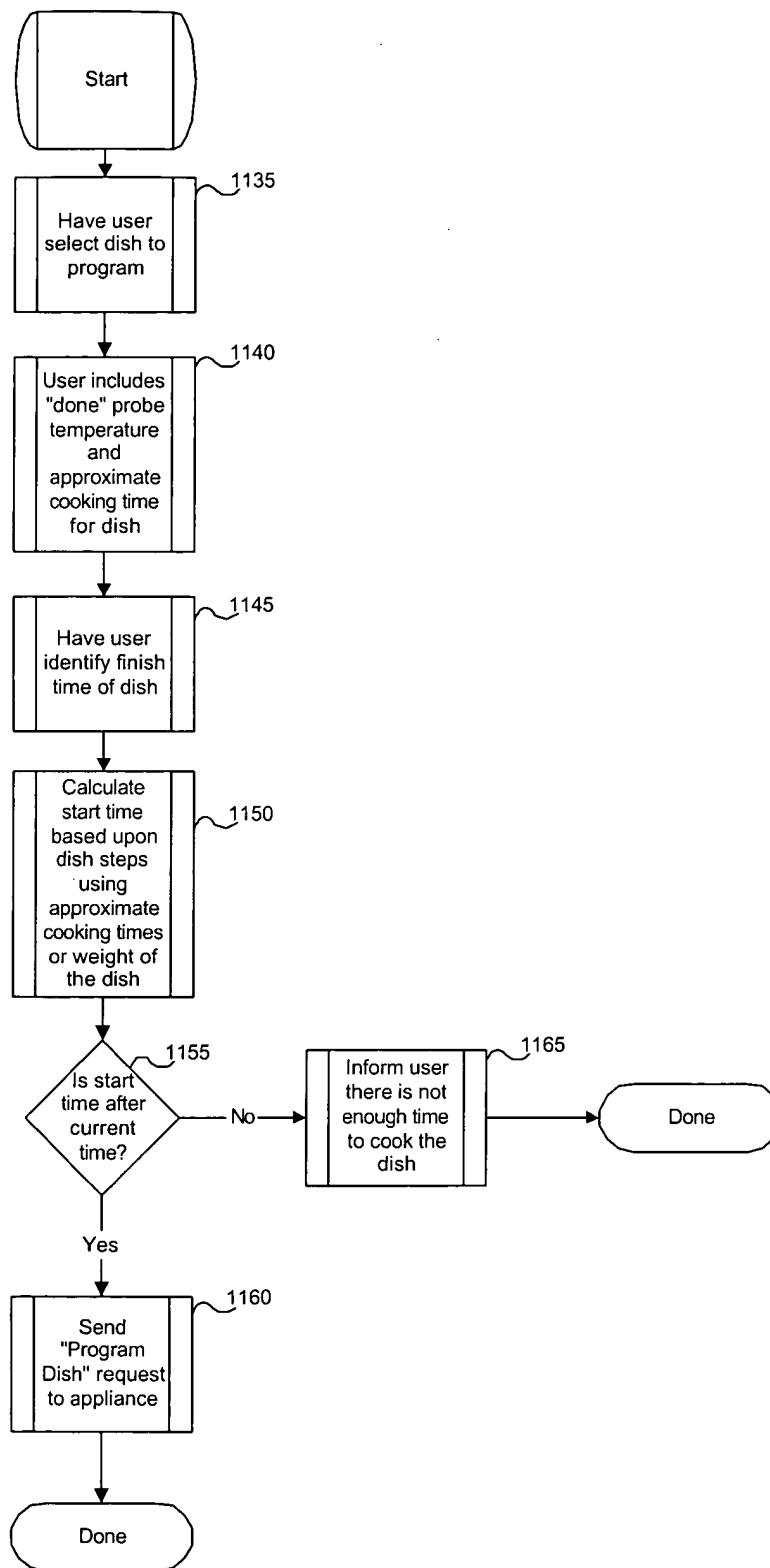 Start
1135
Have user
select dish to
program
1140
User includes
"done" probe
temperature
and
approximate
cooking time
for dish
1145
Have user
identify finish
time of dish
1150
Calculate
start time
based upon
dish steps
using
approximate
cooking times
or weight of
the dish
1155
Is start
time after
current
time?
No
1165
Inform user
there is not
enough time
to cook the
dish
Done
Yes
1160
Send
"Program
Dish" request
to appliance
Done